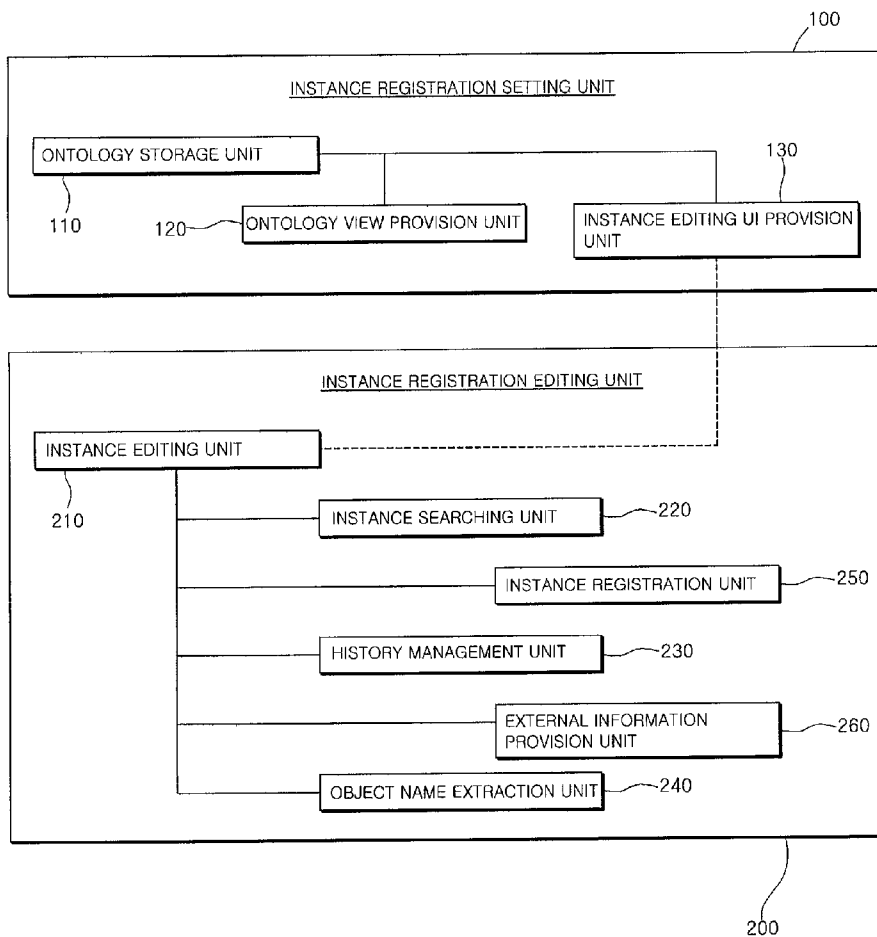 100
INSTANCE REGISTRATION SETTING UNIT
ONTOLOGY STORAGE UNIT
130
110
120
ONTOLOGY VIEW PROVISION UNIT
INSTANCE EDITING UI PROVISION
UNIT
INSTANCE REGISTRATION EDITING UNIT
INSTANCE EDITING UNIT
210
INSTANCE SEARCHING UNIT
220
INSTANCE REGISTRATION UNIT
250
HISTORY MANAGEMENT UNIT
230
EXTERNAL INFORMATION
PROVISION UNIT
260
OBJECT NAME EXTRACTION UNIT
240
200